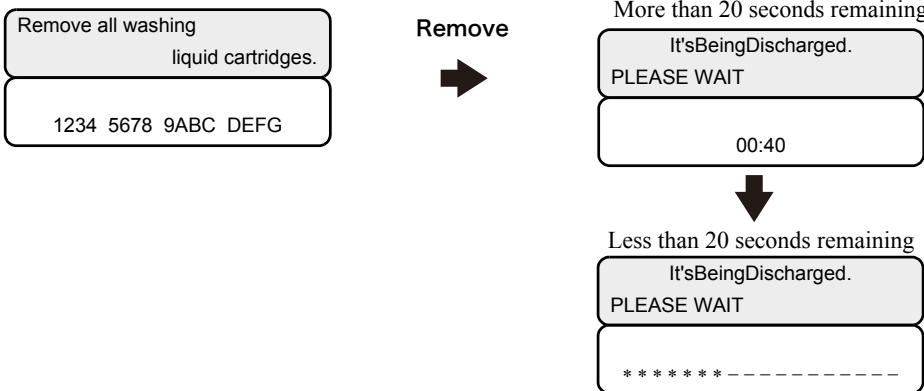 Remove all washing
liquid cartridges.
1234 5678 9ABC DEFG
Remove
More than 20 seconds remaining
It'sBeingDischarged.
PLEASE WAIT
00:40
Less than 20 seconds remaining
It'sBeingDischarged.
PLEASE WAIT
*******−−−−−−−−−−−